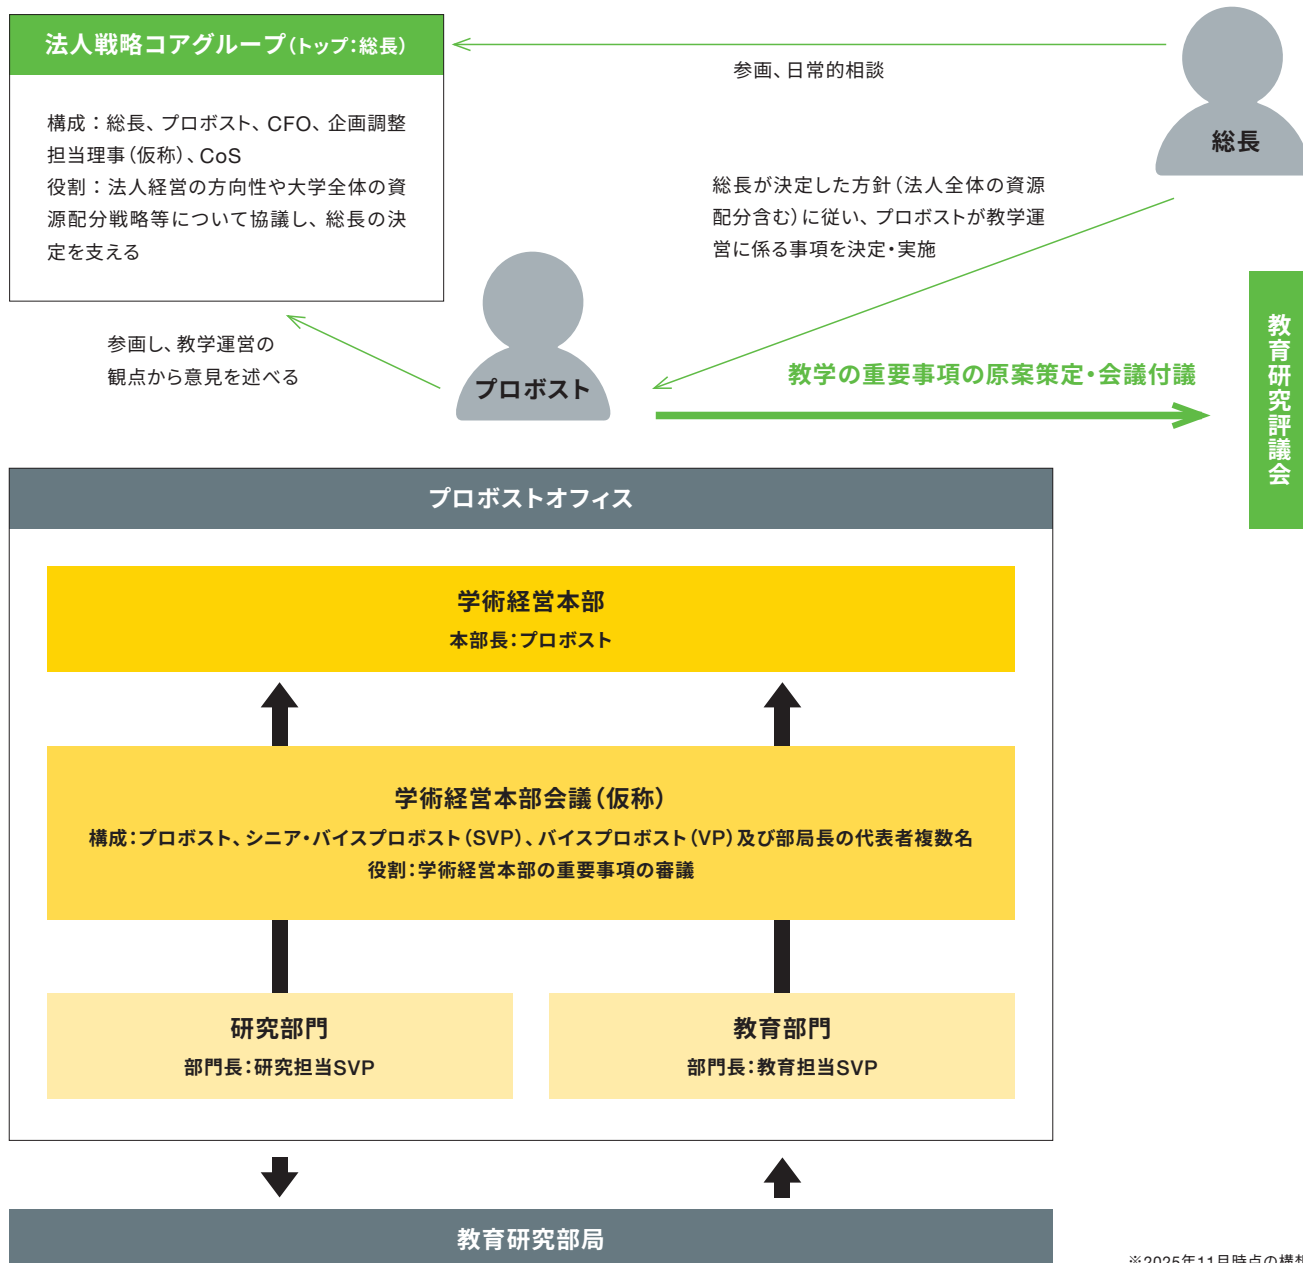 法人戦略コアグループ(トップ:総長)
構成：総長、プロボスト、CFO、企画調整
担当理事(仮称)、CoS
役割：法人経営の方向性や大学全体の資
源配分戦略等について協議し、総長の決
定を支える
参画、日常的相談
総長
総長が決定した方針(法人全体の資源
配分含む)に従い、プロボストが教学運
営に係る事項を決定・実施
参画し、教学運営の
観点から意見を述べる
プロボスト
教学の重要事項の原案策定・会議付議
教育研究評議会
プロボストオフィス
学術経営本部
本部長:プロボスト
学術経営本部会議(仮称)
構成:プロボスト、シニア・バイスプロボスト(SVP)、バイスプロボスト(VP)及び部局長の代表者複数名
役割:学術経営本部の重要事項の審議
研究部門
部門長:研究担当SVP
教育部門
部門長:教育担当SVP
教育研究部局
※2025年11月時点の構想